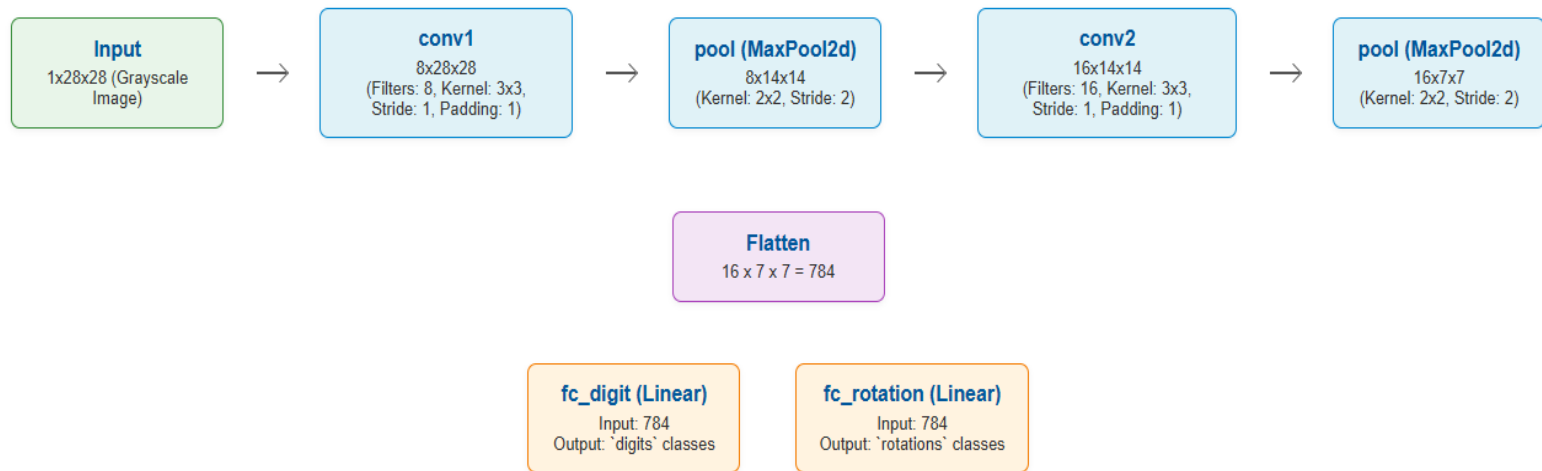 Input
1x28x28 (Grayscale
Image)
conv1
8x28x28
(Filters: 8, Kernel: 3x3,
Stride: 1, Padding: 1)
pool (MaxPool2d)
8x14x14
(Kernel: 2x2, Stride: 2)
conv2
16x14x14
(Filters: 16, Kernel: 3x3,
Stride: 1, Padding: 1)
pool (MaxPool2d)
16x7x7
(Kernel: 2x2, Stride: 2)
Flatten
16 x 7 x 7 = 784
fc_digit (Linear)
Input: 784
Output: `digits` classes
fc_rotation (Linear)
Input: 784
Output: `rotations` classes